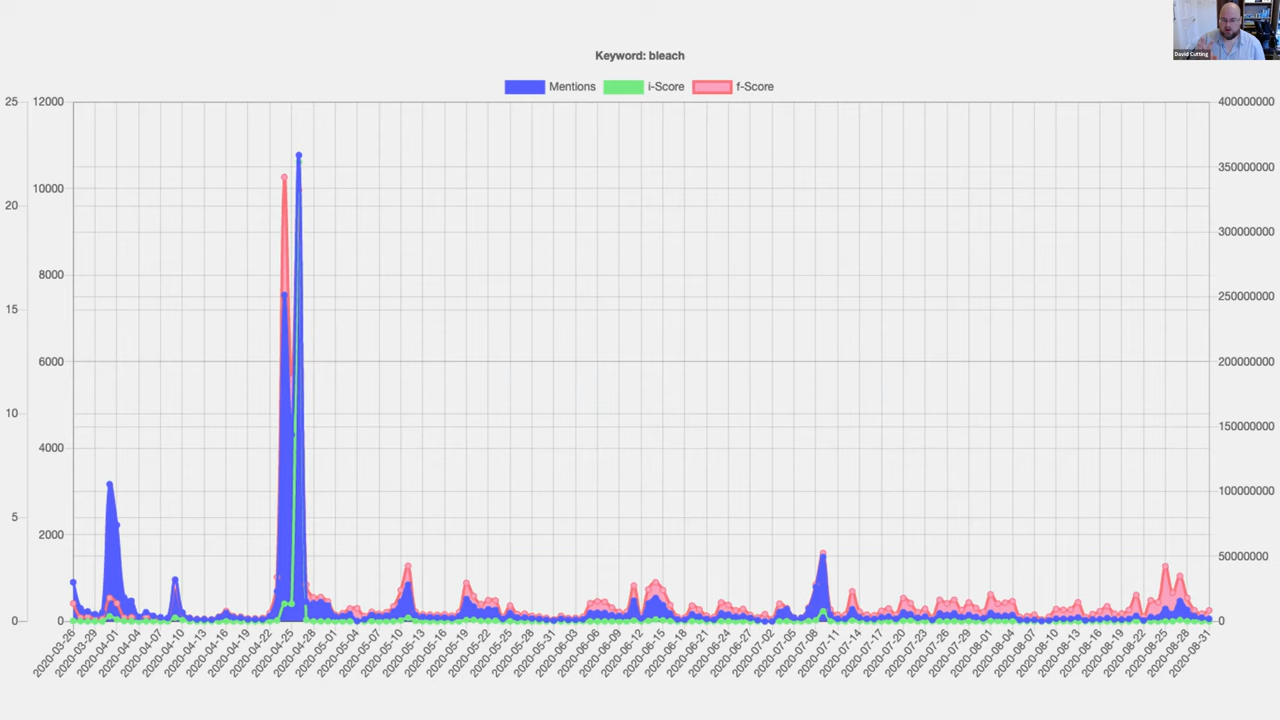 David Cutting
Keyword: bleach
Mentions i-Score f-Score
25 12000 400000000
350000000
10000
20
300000000
8000
250000000
15
6000 200000000
10
150000000
4000
100000000
5
2000
50000000
0 0 0
2020-03-26 2020-03-29 2020-04-01 2020-04-04 2020-04-07 2020-04-10 2020-04-13 2020-04-16 2020-04-19 2020-04-22 2020-04-25 2020-04-28 2020-05-01 2020-05-04 2020-05-07 2020-05-10 2020-05-13 2020-05-16 2020-05-19 2020-05-22 2020-05-25 2020-05-28 2020-05-31 2020-06-03 2020-06-06 2020-06-09 2020-06-12 2020-06-15 2020-06-18 2020-06-21 2020-06-24 2020-06-27 2020-07-02 2020-07-05 2020-07-08 2020-07-11 2020-07-14 2020-07-17 2020-07-20 2020-07-23 2020-07-26 2020-07-29 2020-08-01 2020-08-04 2020-08-07 2020-08-10 2020-08-13 2020-08-16 2020-08-19 2020-08-22 2020-08-25 2020-08-28 2020-08-31